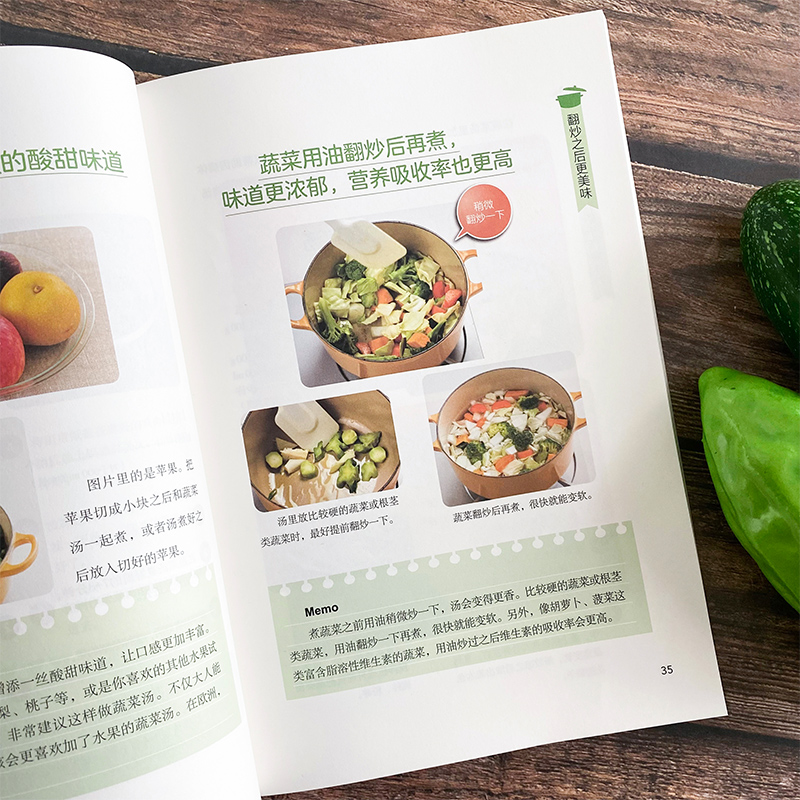 的酸甜味道
图片里的是苹果。把
苹果切成小块之后和蔬菜
汤一起煮，或者汤煮好之
后放入切好的苹果。
增添一丝酸甜味道，让口感更加丰富。
梨、桃子等，或是你喜欢的其他水果试
非常建议这样做蔬菜汤。不仅大人能
会更喜欢加了水果的蔬菜汤。在欧洲，
翻炒之后更美味
蔬菜用油翻炒后再煮，
味道更浓郁，营养吸收率也更高
稍微
翻炒一下
汤里放比较硬的蔬菜或根茎
类蔬菜时，最好提前翻炒一下。
蔬菜翻炒后再煮，很快就能变软。
Memo
煮蔬菜之前用油稍微炒一下，汤会变得更香。比较硬的蔬菜或根茎
类蔬菜，用油翻炒一下再煮，很快就能变软。另外，像胡萝卜、菠菜这
类富含脂溶性维生素的蔬菜，用油炒过之后维生素的吸收率会更高。
35